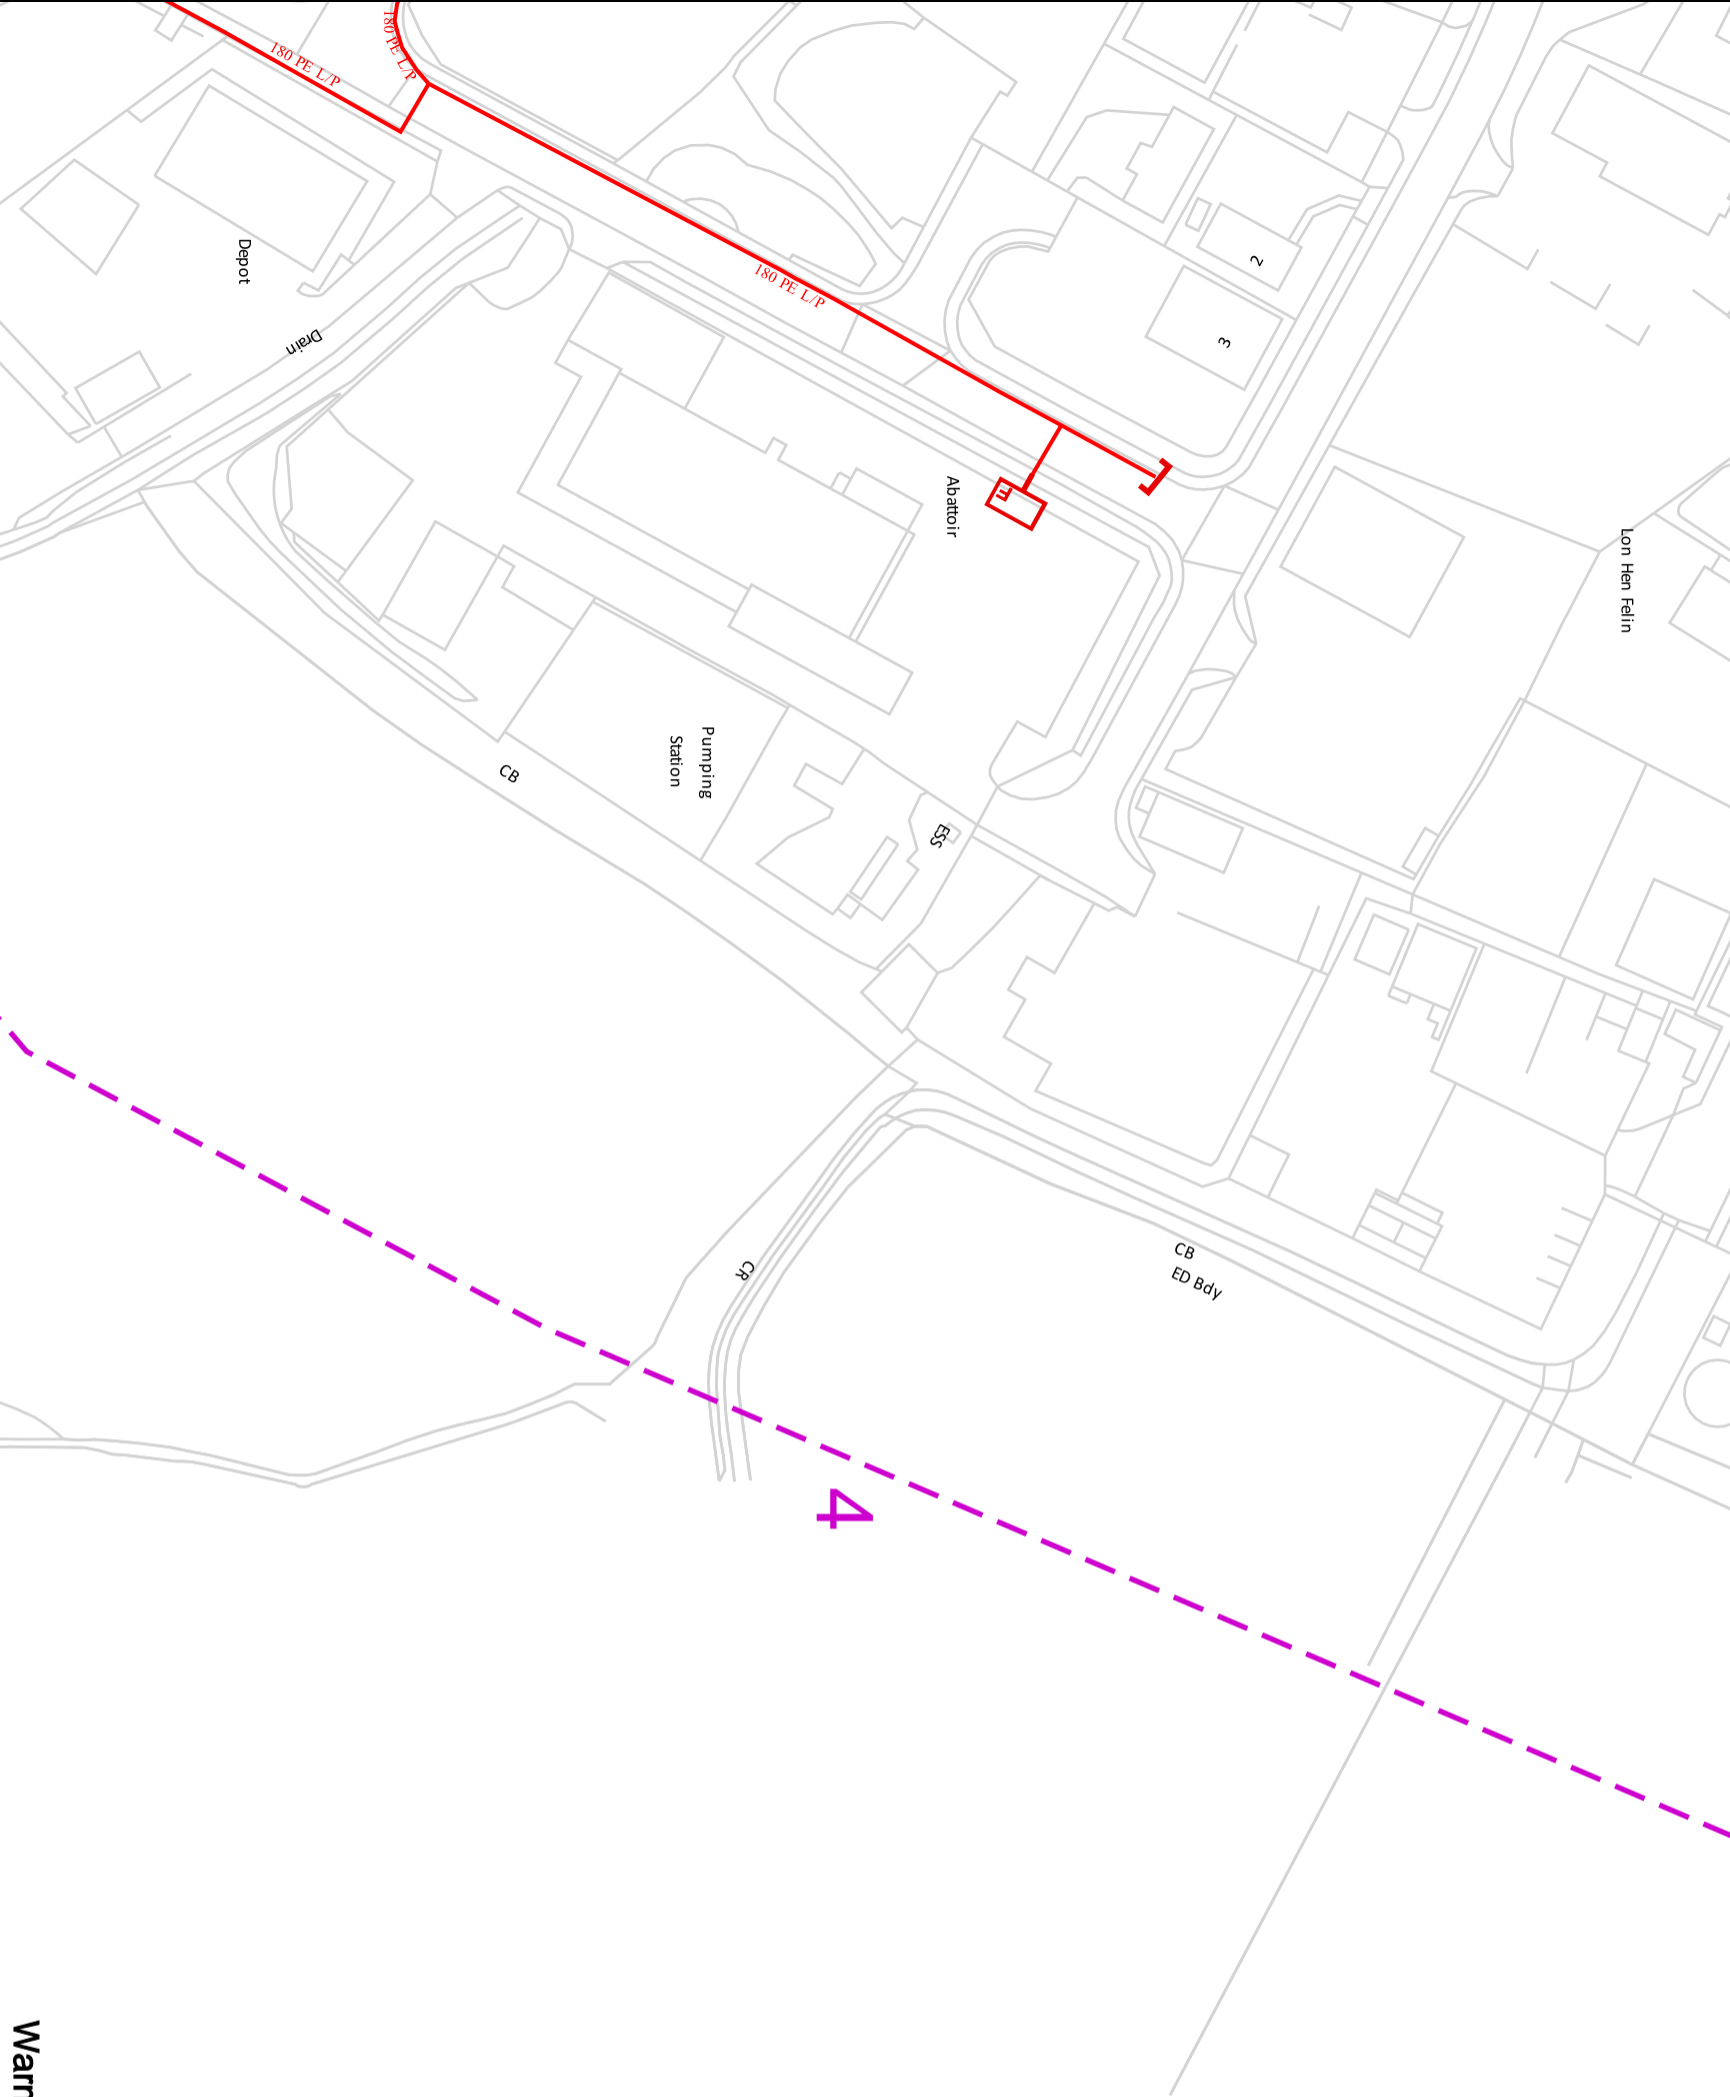 180 PE L/P
180 PE L/P
180 PE L/P
Depot
Drain
2
3
E
Abattoir
Lon Hen Felin
Pumping
Station
CB
ESS
CR
CB
ED Bdy
4
Warn